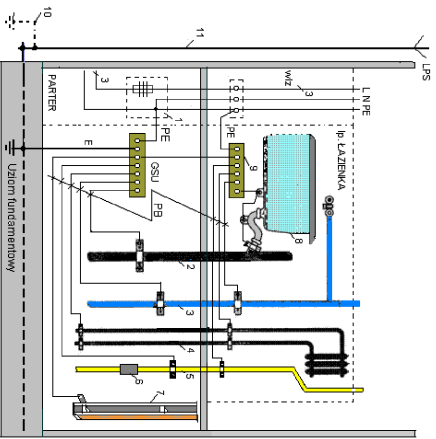 10
11
LPS
3
wlz
3
L N PE
PARTER
1
PE
PE
Ip. ŁAZIENKA
E
GSU
9
8
PB
2
3
4
5
6
7
Uziom fundamentowy